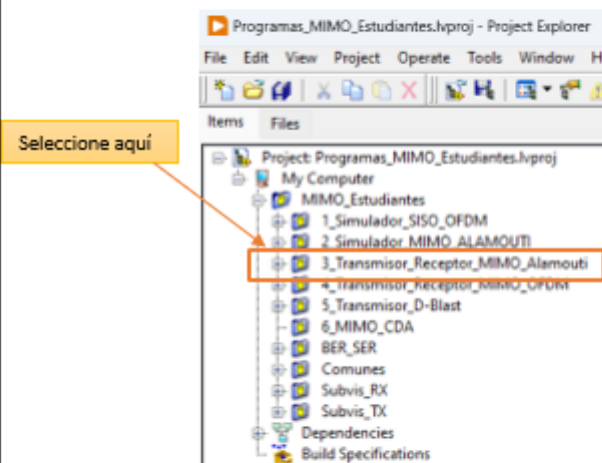 Programas_MIMO_Estudiantes.lvproj - Project Explorer
File Edit View Project Operate Tools Window H
Items Files
Seleccione aquí
Project: Programas_MIMO_Estudiantes.lvproj
My Computer
MIMO_Estudiantes
1_Simulador_SISO_OFDM
2_Simulador_MIMO_ALAMOUTI
3_Transmisor_Receptor_MIMO_Alamouti
4_Transmisor_Receptor_MIMO_OFDM
5_Transmisor_D-Blast
6_MIMO_CDA
BER_SER
Comunes
Subvis_RX
Subvis_TX
Dependencies
Build Specifications